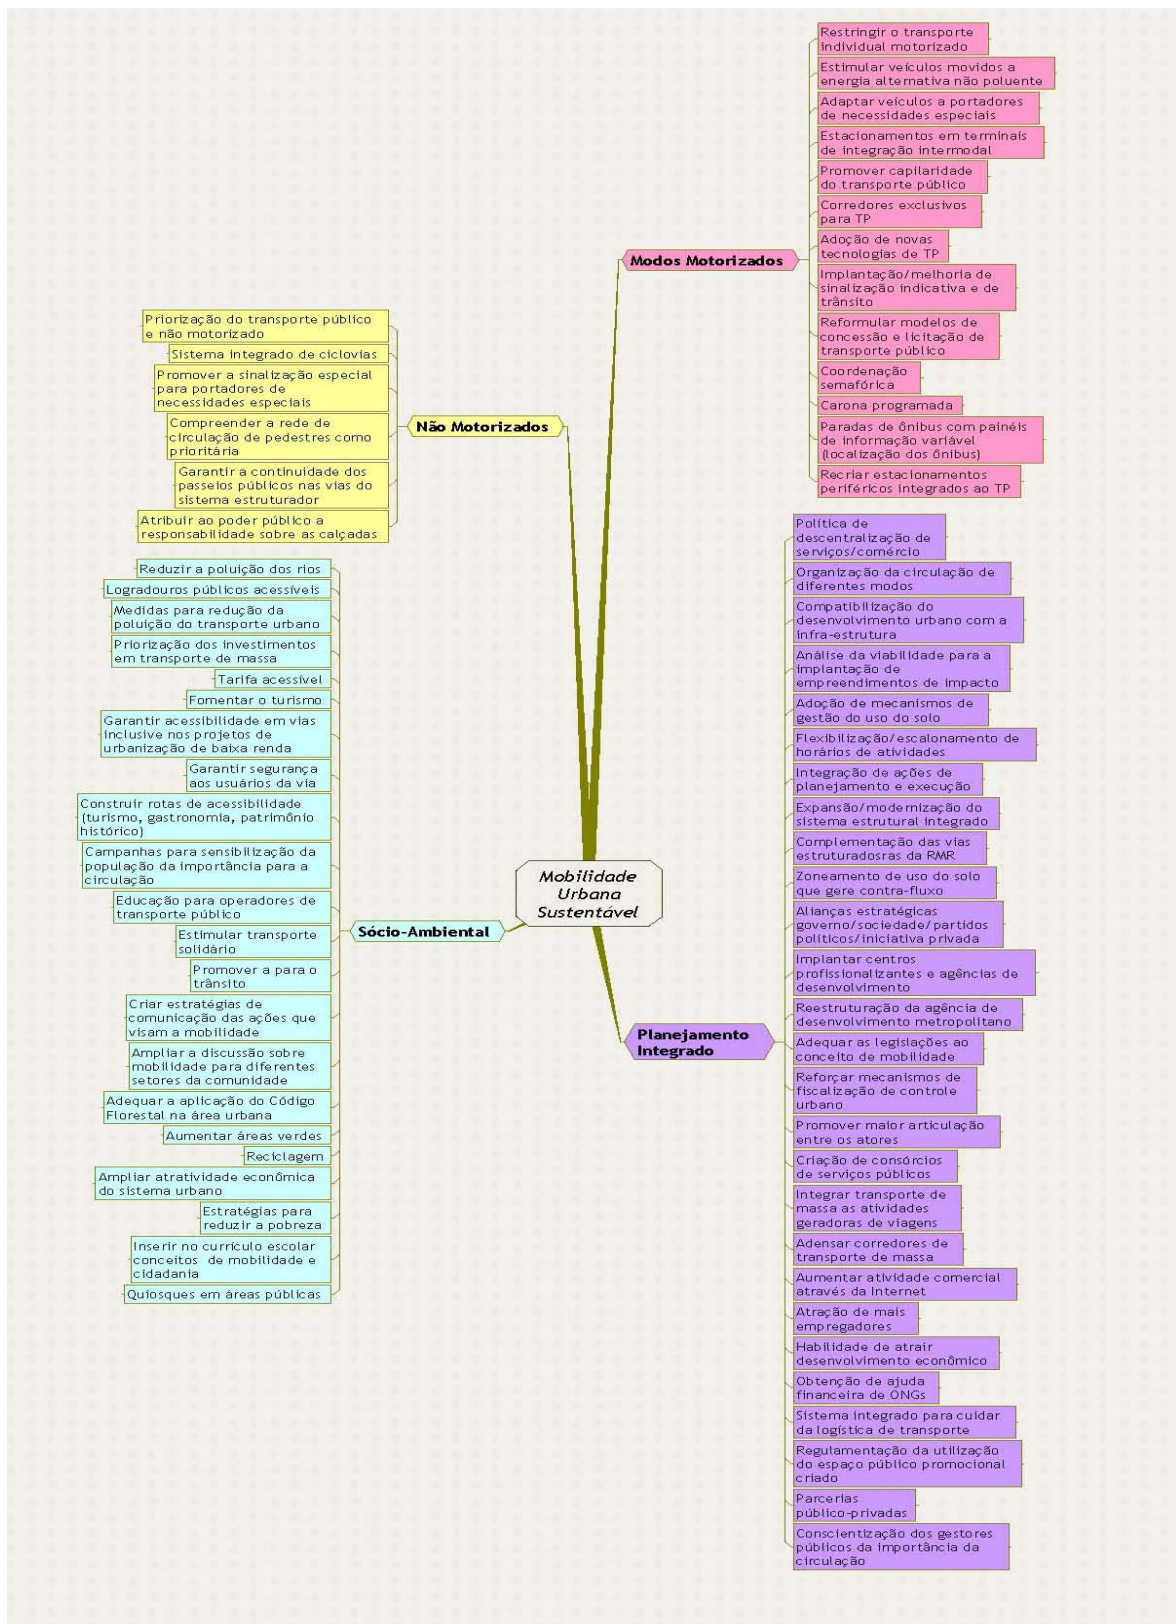 Mobilidade
Urbana
Sustentável
Modos Motorizados
Restringir o transporte
individual motorizado
Estimular veículos movidos a
energia alternativa não poluente
Adaptar veículos a portadores
de necessidades especiais
Estacionamentos em terminais
de integração intermodal
Promover capilaridade
do transporte público
Corredores exclusivos
para TP
Adoção de novas
tecnologias de TP
Implantação/melhoria de
sinalização indicativa e de
trânsito
Reformular modelos de
concessão e licitação de
transporte público
Coordenação
semafórica
Carona programada
Paradas de ônibus com painéis
de informação variável
(localização dos ônibus)
Recriar estacionamentos
periféricos integrados ao TP
Não Motorizados
Priorização do transporte público
e não motorizado
Sistema integrado de ciclovias
Promover a sinalização especial
para portadores de
necessidades especiais
Compreender a rede de
circulação de pedestres como
prioritária
Garantir a continuidade dos
passeios públicos nas vias do
sistema estruturador
Atribuir ao poder público a
responsabilidade sobre as calçadas
Sócio-Ambiental
Reduzir a poluição dos rios
Logradouros públicos acessíveis
Medidas para redução da
poluição do transporte urbano
Priorização dos investimentos
em transporte de massa
Tarifa acessível
Fomentar o turismo
Garantir acessibilidade em vias
inclusive nos projetos de
urbanização de baixa renda
Garantir segurança
aos usuários da via
Construir rotas de acessibilidade
(turismo, gastronomia, patrimônio
histórico)
Campanhas para sensibilização da
população da importância para a
circulação
Educação para operadores de
transporte público
Estimular transporte
solidário
Promover a para o
trânsito
Criar estratégias de
comunicação das ações que
visam a mobilidade
Ampliar a discussão sobre
mobilidade para diferentes
setores da comunidade
Adequar a aplicação do Código
Florestal na área urbana
Aumentar áreas verdes
Reciclagem
Ampliar atratividade econômica
do sistema urbano
Estratégias para
reduzir a pobreza
Inserir no currículo escolar
conceitos de mobilidade e
cidadania
Quiosques em áreas públicas
Planejamento
Integrado
Política de
descentralização de
serviços/comércio
Organização da circulação de
diferentes modos
Compatibilização do
desenvolvimento urbano com a
infra-estrutura
Análise da viabilidade para a
implantação de
empreendimentos de impacto
Adoção de mecanismos de
gestão do uso do solo
Flexibilização/escalonamento de
horários de atividades
Integração de ações de
planejamento e execução
Expansão/modernização do
sistema estrutural integrado
Complementação das vias
estruturadosras da RMR
Zoneamento de uso do solo
que gere contra-fluxo
Alianças estratégicas
governo/sociedade/partidos
políticos/iniciativa privada
Implantar centros
profissionalizantes e agências de
desenvolvimento
Reestruturação da agência de
desenvolvimento metropolitano
Adequar as legislações ao
conceito de mobilidade
Reforçar mecanismos de
fiscalização de controle
urbano
Promover maior articulação
entre os atores
Criação de consórcios
de serviços públicos
Integrar transporte de
massa as atividades
geradoras de viagens
Adensar corredores de
transporte de massa
Aumentar atividade comercial
através da Internet
Atração de mais
empregadores
Habilidade de atrair
desenvolvimento econômico
Obtenção de ajuda
financeira de ONGs
Sistema integrado para cuidar
da logística de transporte
Regulamentação da utilização
do espaço público promocional
criado
Parcerias
público-privadas
Conscientização dos gestores
públicos da importância da
circulação